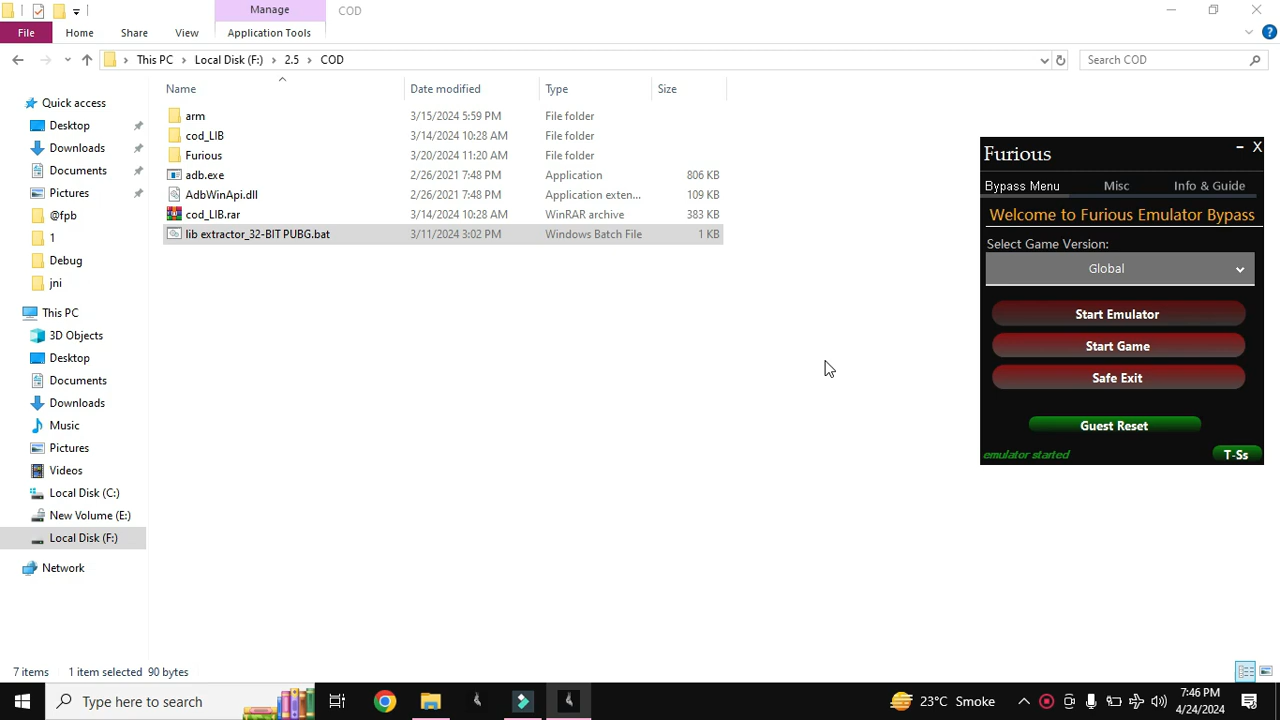 Manage
COD
File
Home
Share
View
Application Tools
This PC
Local Disk (F:)
2.5
COD
Search COD
Name
Date modified
Type
Size
arm
3/15/2024 5:59 PM
File folder
cod_LIB
3/14/2024 10:28 AM
File folder
Furious
3/20/2024 11:20 AM
File folder
adb.exe
2/26/2021 7:48 PM
Application
806 KB
AdbWinApi.dll
2/26/2021 7:48 PM
Application exten...
109 KB
cod_LIB.rar
3/14/2024 10:28 AM
WinRAR archive
383 KB
lib extractor_32-BIT PUBG.bat
3/11/2024 3:02 PM
Windows Batch File
1 KB
Quick access
Desktop
Downloads
Documents
Pictures
@fpb
1
Debug
jni
This PC
3D Objects
Desktop
Documents
Downloads
Music
Pictures
Videos
Local Disk (C:)
New Volume (E:)
Local Disk (F:)
Network
Furious
Bypass Menu
Misc
Info & Guide
Welcome to Furious Emulator Bypass
Select Game Version:
Global
Start Emulator
Start Game
Safe Exit
Guest Reset
emulator started
T-Ss
7 items
1 item selected 90 bytes
Type here to search
23°C Smoke
7:46 PM
4/24/2024